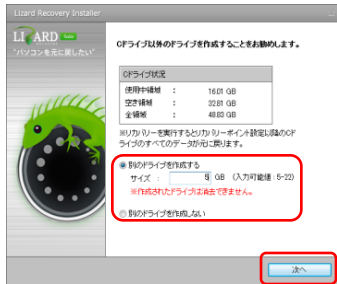 Lizard Recovery Installer
LIZARD
"パソコンを元に戻したい"
Cドライブ以外のドライブを作成することをお勧めします。
Cドライブ状況
使用中領域 : 16.01 GB
空き領域 : 32.81 GB
全領域 : 48.83 GB
※リカバリーを実行するとリカバリーポイント設定以降のCド
ライブのすべてのデータが元に戻ります。
別のドライブを作成する
サイズ : 5 GB (入力可能値 : 5-22)
※作成されたドライブは消去できません。
別のドライブを作成しない
次へ